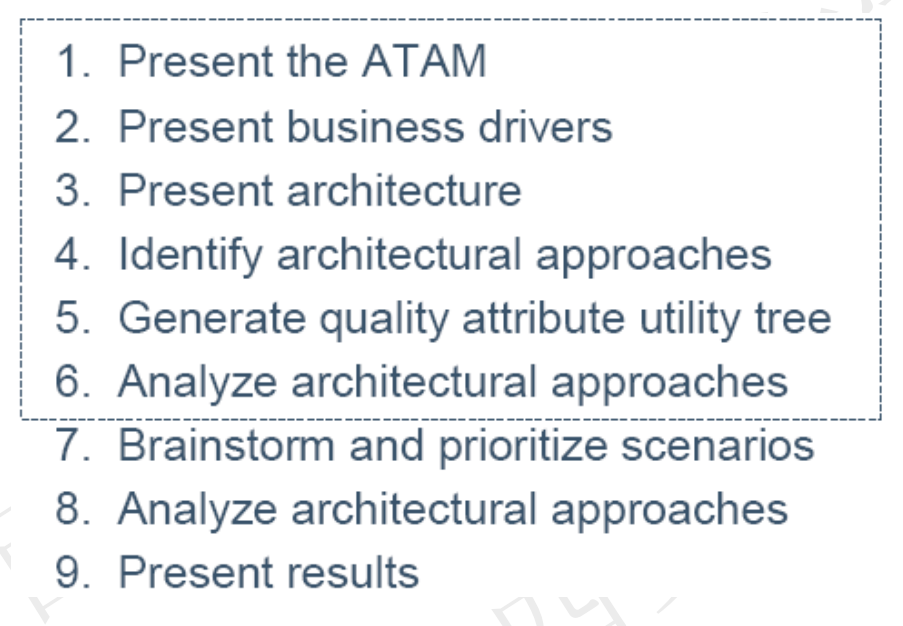 1. Present the ATAM
2. Present business drivers
3. Present architecture
4. Identify architectural approaches
5. Generate quality attribute utility tree
6. Analyze architectural approaches
7. Brainstorm and prioritize scenarios
8. Analyze architectural approaches
9. Present results